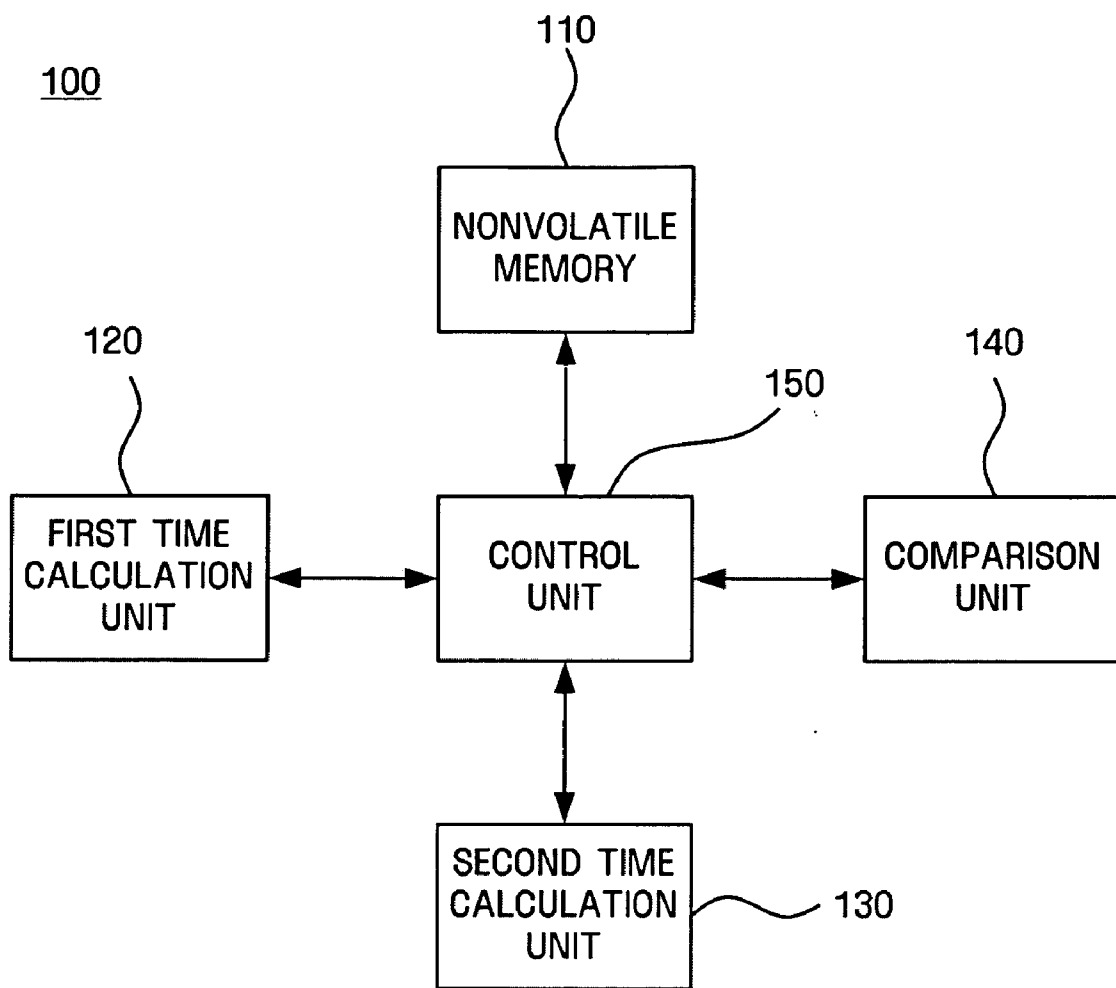 110
100
NONVOLATILE
MEMORY
120
140
150
FIRST TIME
CALCULATION
UNIT
CONTROL
UNIT
COMPARISON
UNIT
SECOND TIME
CALCULATION
UNIT
130